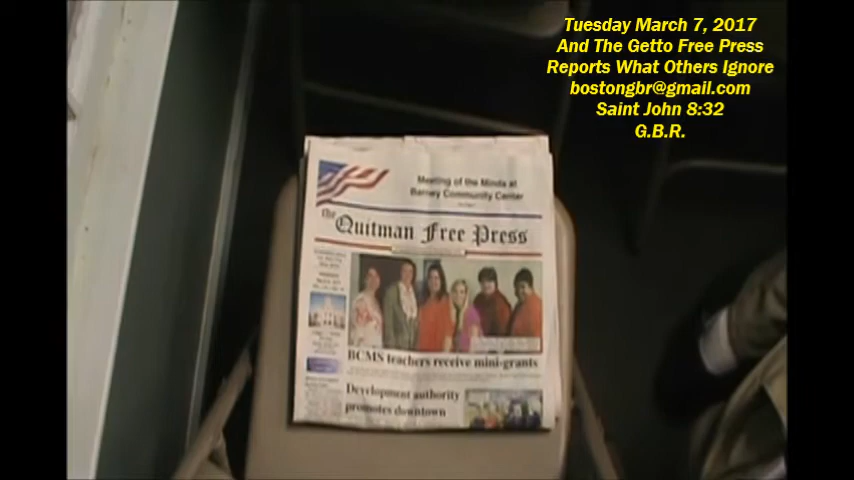 Tuesday March 7, 2017
And The Getto Free Press
Reports What Others Ignore
bostongbr@gmail.com
Saint John 8:32
G.B.R.
Meeting of the Minds at
Barney Community Center
The
Quitman Free Press
BCMS teachers receive mini-grants
Development authority
promotes downtown